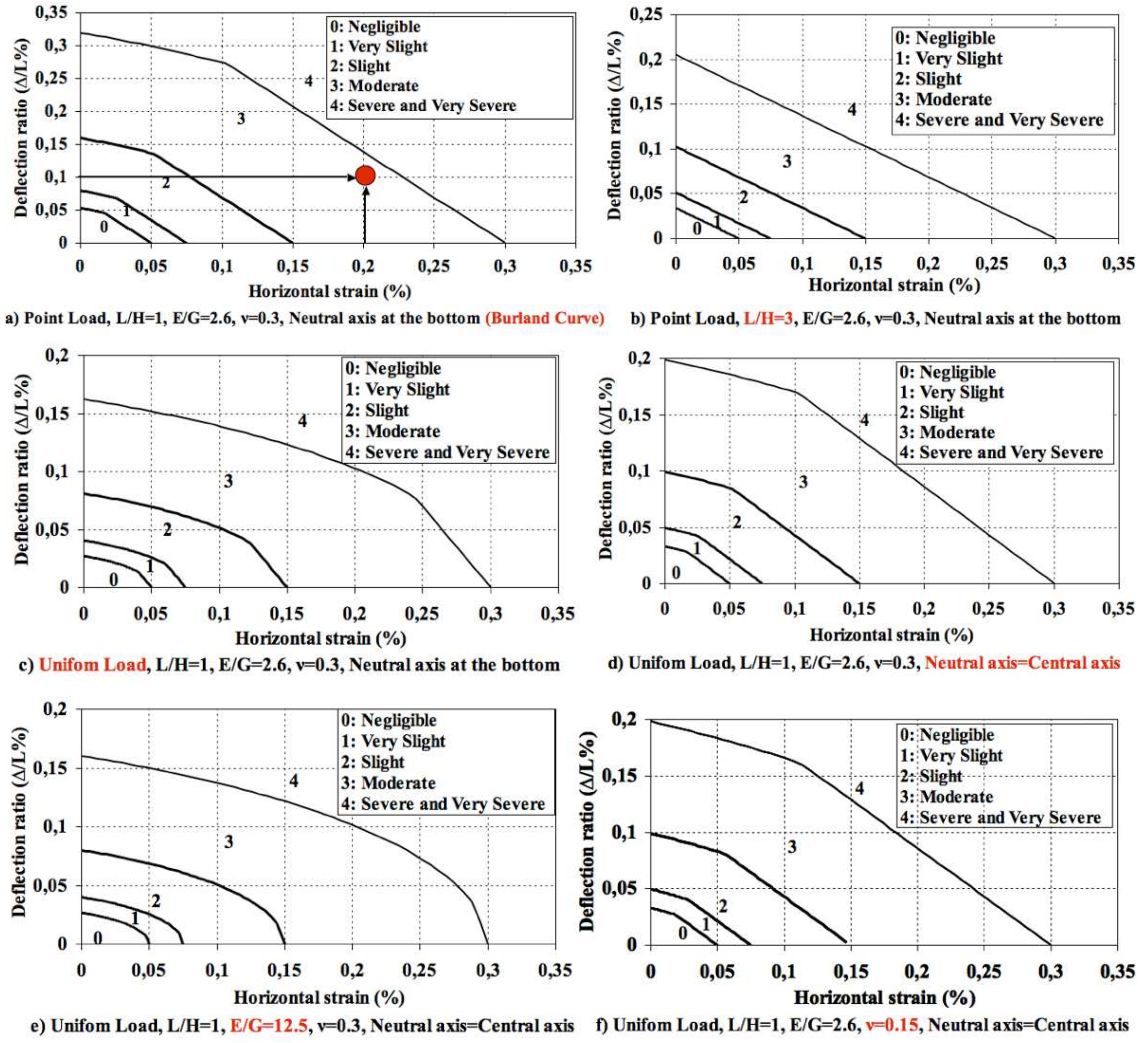 Deflection ratio (Δ/L%)
0,35
0,3
0,25
0,2
0,15
0,1
0,05
0
0: Negligible
1: Very Slight
2: Slight
3: Moderate
4: Severe and Very Severe
4
3
2
1
0
0 0,05 0,1 0,15 0,2 0,25 0,3 0,35
Horizontal strain (%)
a) Point Load, L/H=1, E/G=2.6, ν=0.3, Neutral axis at the bottom (Burland Curve)
Deflection ratio (Δ/L%)
0,25
0,2
0,15
0,1
0,05
0
0: Negligible
1: Very Slight
2: Slight
3: Moderate
4: Severe and Very Severe
4
3
2
1
0
0 0,05 0,1 0,15 0,2 0,25 0,3 0,35
Horizontal strain (%)
b) Point Load, L/H=3, E/G=2.6, ν=0.3, Neutral axis at the bottom
Deflection ratio (Δ/L%)
0,2
0,15
0,1
0,05
0
0: Negligible
1: Very Slight
2: Slight
3: Moderate
4: Severe and Very Severe
4
3
2
1
0
0 0,05 0,1 0,15 0,2 0,25 0,3 0,35
Horizontal strain (%)
c) Unifom Load, L/H=1, E/G=2.6, ν=0.3, Neutral axis at the bottom
Deflection ratio (Δ/L%)
0,2
0,15
0,1
0,05
0
0: Negligible
1: Very Slight
2: Slight
3: Moderate
4: Severe and Very Severe
4
3
2
1
0
0 0,05 0,1 0,15 0,2 0,25 0,3 0,35
Horizontal strain (%)
d) Unifom Load, L/H=1, E/G=2.6, ν=0.3, Neutral axis=Central axis
Deflection ratio (Δ/L%)
0,2
0,15
0,1
0,05
0
0: Negligible
1: Very Slight
2: Slight
3: Moderate
4: Severe and Very Severe
4
3
2
1
0
0 0,05 0,1 0,15 0,2 0,25 0,3 0,35
Horizontal strain (%)
e) Unifom Load, L/H=1, E/G=12.5, ν=0.3, Neutral axis=Central axis
Deflection ratio (Δ/L%)
0,2
0,15
0,1
0,05
0
0: Negligible
1: Very Slight
2: Slight
3: Moderate
4: Severe and Very Severe
4
3
2
1
0
0 0,05 0,1 0,15 0,2 0,25 0,3 0,35
Horizontal strain (%)
f) Unifom Load, L/H=1, E/G=2.6, ν=0.15, Neutral axis=Central axis